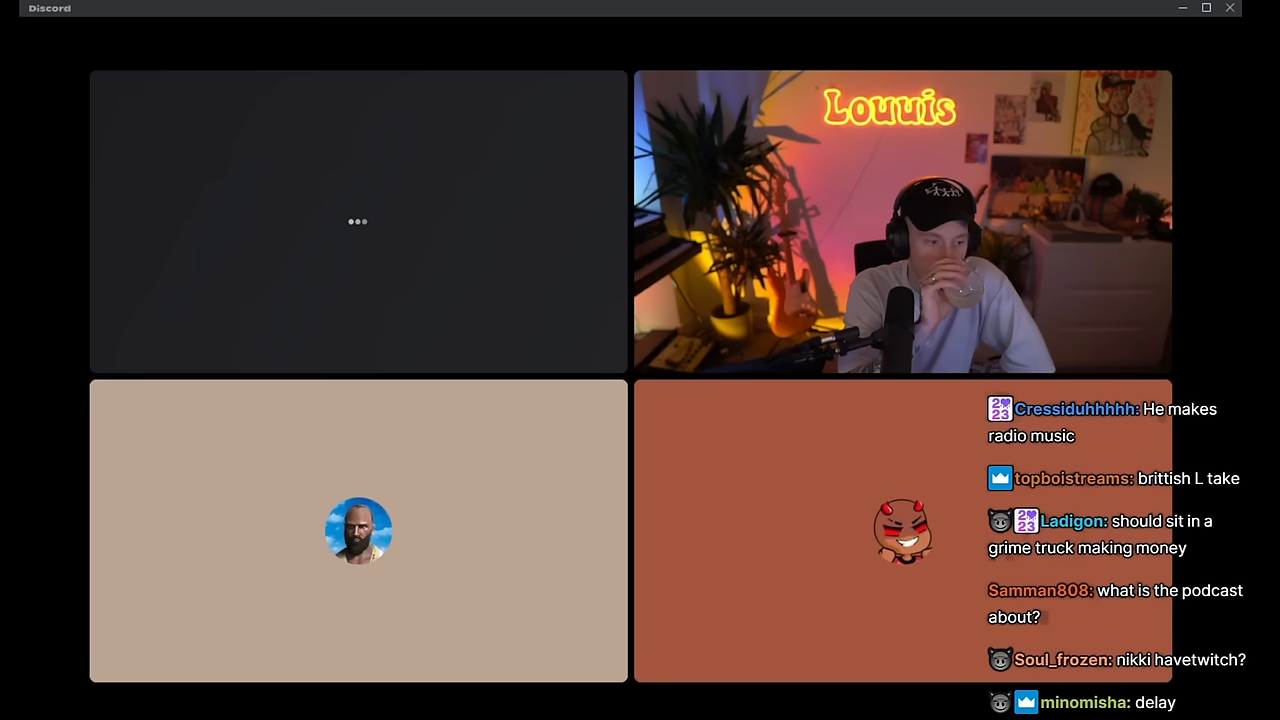 Discord
Louuis
Cressiduhhhhh: He makes
radio music
topboistreams: brittish L take
Ladigon: should sit in a
grime truck making money
Samman808: what is the podcast
about?
Soul_frozen: nikki havetwitch?
minomisha: delay